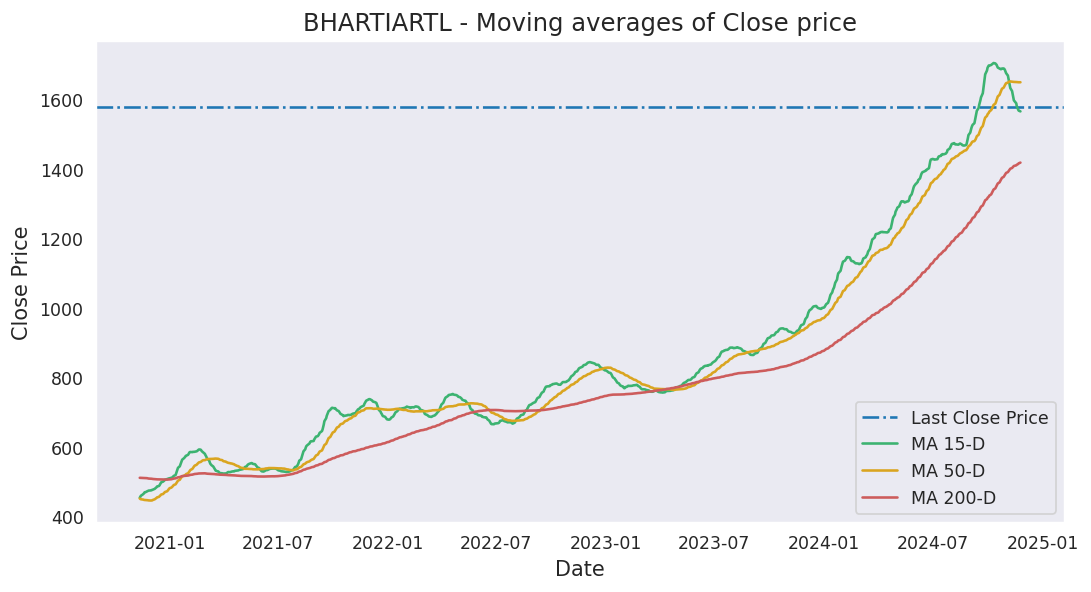 BHARTIARTL - Moving averages of Close price
Close Price
1600
1400
1200
1000
800
600
400
2021-01
2021-07
2022-01
2022-07
2023-01
2023-07
2024-01
2024-07
2025-01
Date
Last Close Price
MA 15-D
MA 50-D
MA 200-D